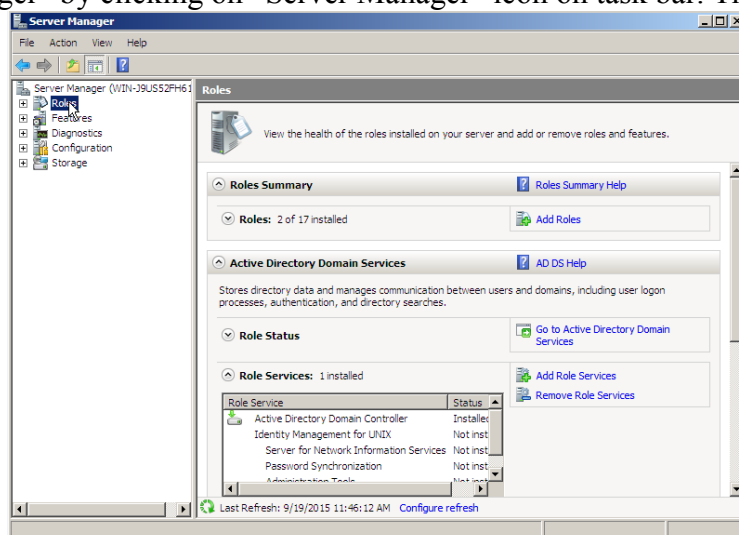 by clicking on "Server Manager" icon on task bar.
Server Manager
File Action View Help
Server Manager (WIN-J9US52FH61
Roles
Features
Diagnostics
Configuration
Storage
Roles
View the health of the roles installed on your server and add or remove roles and features.
Roles Summary
Roles Summary Help
Roles: 2 of 17 installed
Add Roles
Active Directory Domain Services
AD DS Help
Stores directory data and manages communication between users and domains, including user logon
processes, authentication, and directory searches.
Role Status
Go to Active Directory Domain
Services
Role Services: 1 installed
Add Role Services
Remove Role Services
Role Service Status
Active Directory Domain Controller Installed
Identity Management for UNIX Not inst
Server for Network Information Services Not inst
Password Synchronization Not inst
Administration Tools Not inst
Last Refresh: 9/19/2015 11:46:12 AM Configure refresh